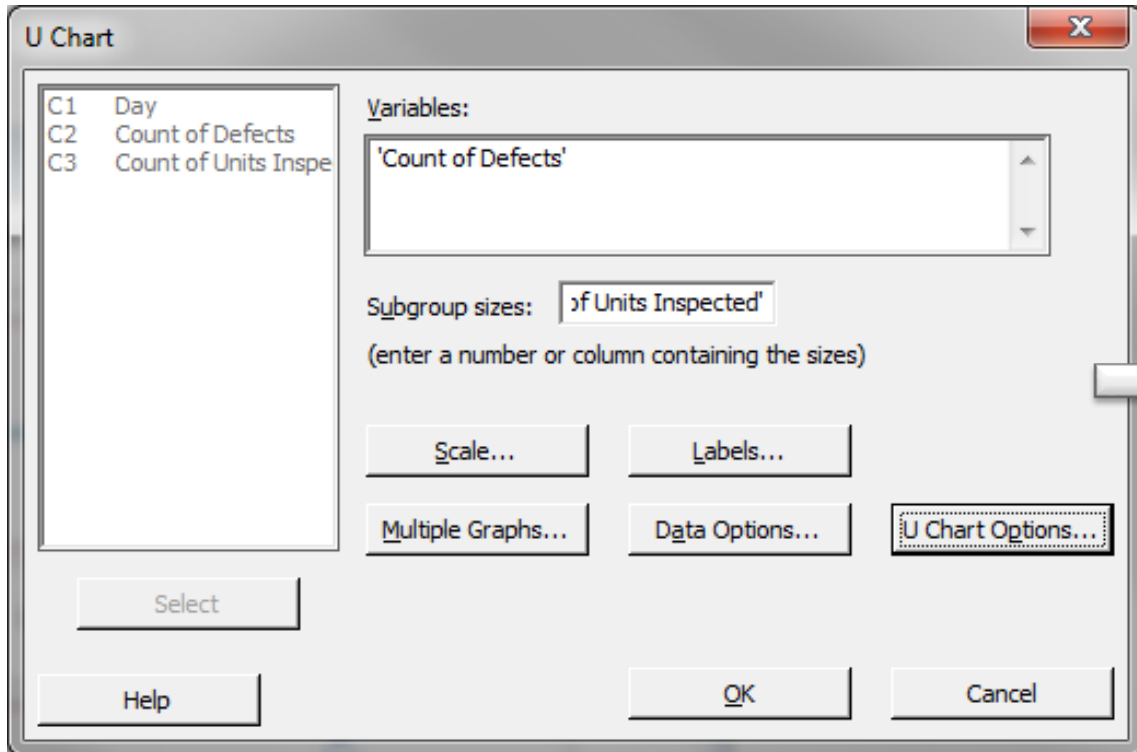 U Chart
C1 Day
C2 Count of Defects
C3 Count of Units Inspe
Variables:
'Count of Defects'
Subgroup sizes: of Units Inspected'
(enter a number or column containing the sizes)
Scale... Labels...
Multiple Graphs... Data Options... U Chart Options...
Select
Help OK Cancel